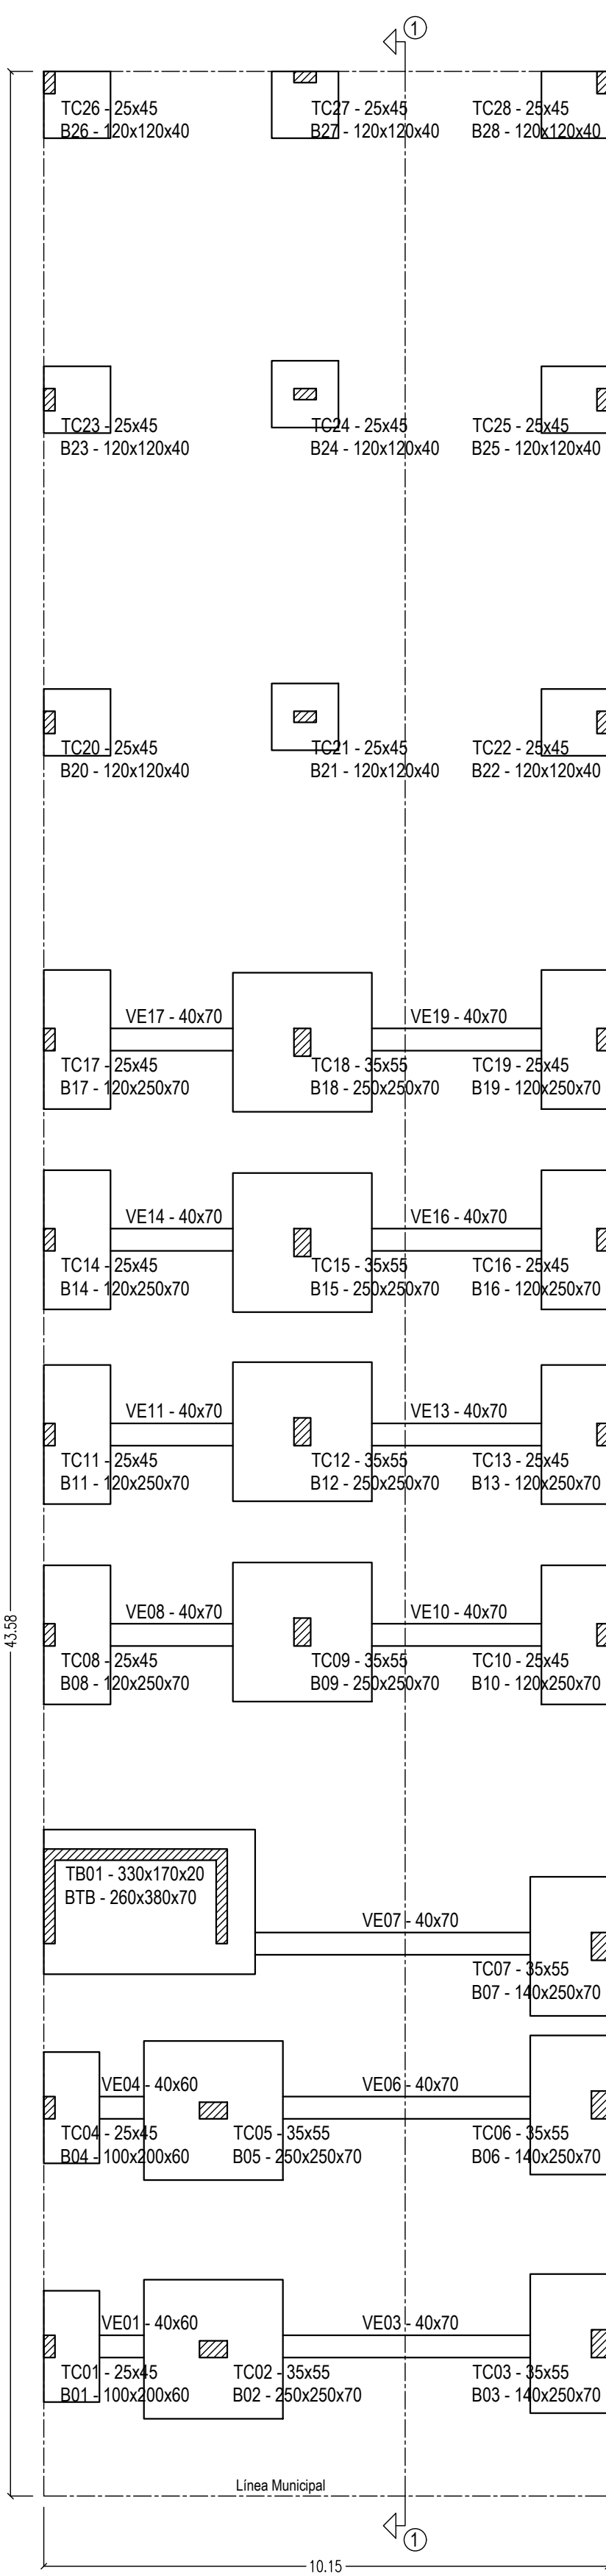 1
TC26 - 25x45
B26 - 120x120x40
TC27 - 25x45
B27 - 120x120x40
TC28 - 25x45
B28 - 120x120x40
TC23 - 25x45
B23 - 120x120x40
TC24 - 25x45
B24 - 120x120x40
TC25 - 25x45
B25 - 120x120x40
TC20 - 25x45
B20 - 120x120x40
TC21 - 25x45
B21 - 120x120x40
TC22 - 25x45
B22 - 120x120x40
VE17 - 40x70
VE19 - 40x70
TC17 - 25x45
B17 - 120x250x70
TC18 - 35x55
B18 - 250x250x70
TC19 - 25x45
B19 - 120x250x70
VE14 - 40x70
VE16 - 40x70
TC14 - 25x45
B14 - 120x250x70
TC15 - 35x55
B15 - 250x250x70
TC16 - 25x45
B16 - 120x250x70
VE11 - 40x70
VE13 - 40x70
TC11 - 25x45
B11 - 120x250x70
TC12 - 35x55
B12 - 250x250x70
TC13 - 25x45
B13 - 120x250x70
43.58
VE08 - 40x70
VE10 - 40x70
TC08 - 25x45
B08 - 120x250x70
TC09 - 35x55
B09 - 250x250x70
TC10 - 25x45
B10 - 120x250x70
TB01 - 330x170x20
BTB - 260x380x70
VE07 - 40x70
TC07 - 35x55
B07 - 140x250x70
VE04 - 40x60
VE06 - 40x70
TC04 - 25x45
B04 - 100x200x60
TC05 - 35x55
B05 - 250x250x70
TC06 - 35x55
B06 - 140x250x70
VE01 - 40x60
VE03 - 40x70
TC01 - 25x45
B01 - 100x200x60
TC02 - 35x55
B02 - 250x250x70
TC03 - 35x55
B03 - 140x250x70
Línea Municipal
1
10.15